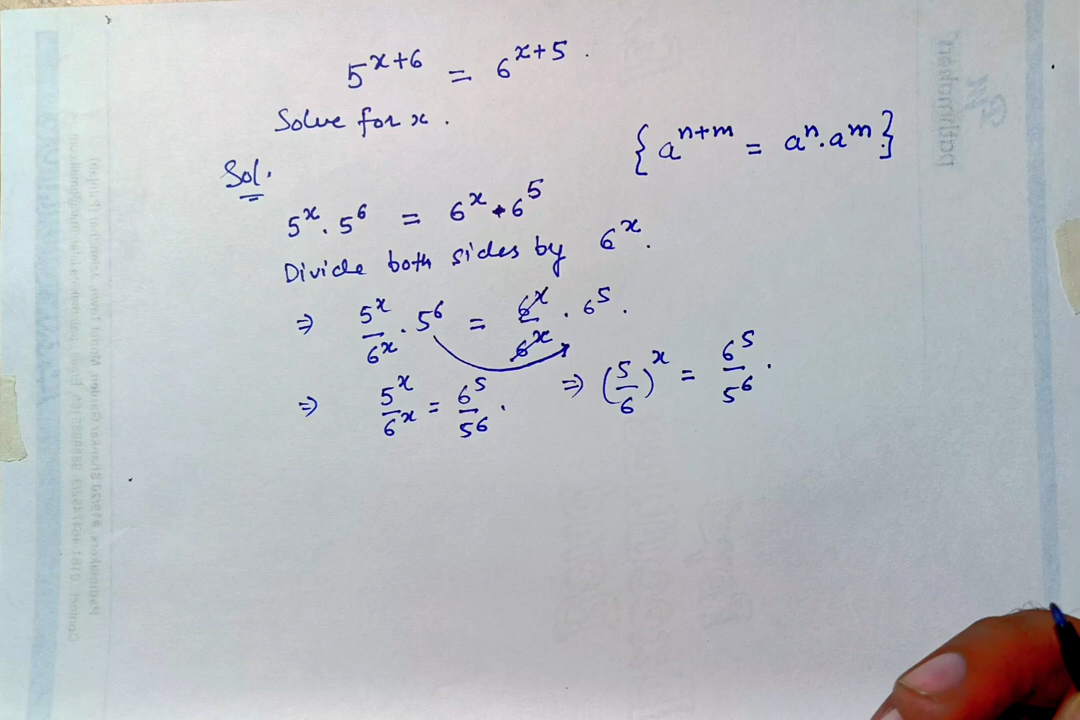 5^{x+6} = 6^{x+5}.
Solve for x.
{a^{n+m} = a^n.a^m.}
Sol.
5^x . 5^6 = 6^x . 6^5
Divide both sides by 6^x.
⇒ 5^x/6^x . 5^6 = 6^x/6^x . 6^5.
⇒ 5^x/6^x = 6^5/5^6. ⇒ (5/6)^x = 6^5/5^6.